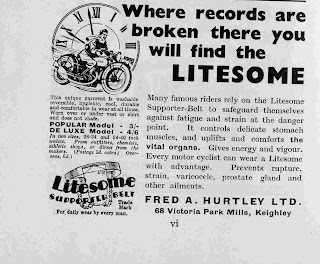 Where records are
broken there you
will find the
LITESOME
This unique garment is washable
reversible, hygienic, cool, durable
and comfortable in wear at all times.
Worn over or under vest or shirt
and does not chafe.
POPULAR Model - 3/-
DE LUXE Model - 4/6
In two sizes, 28-34 and 34-40 inch
waists. From outfitters, chemists,
athletic shops, or direct from the
makers. (Postage 2d. extra; Over-
seas, 6d.)
Litesome
SUPPORTER BELT
Trade
Mark
For daily wear by every man.
Many famous riders rely on the Litesome
Supporter-Belt to safeguard themselves
against fatigue and strain at the danger
point. It controls delicate stomach
muscles, and uplifts and comforts the
vital organs. Gives energy and vigour.
Every motor cyclist can wear a Litesome
with advantage. Prevents rupture,
strain, varicocele, prostate gland and
other ailments.
FRED A. HURTLEY LTD.
68 Victoria Park Mills, Keighley
vi